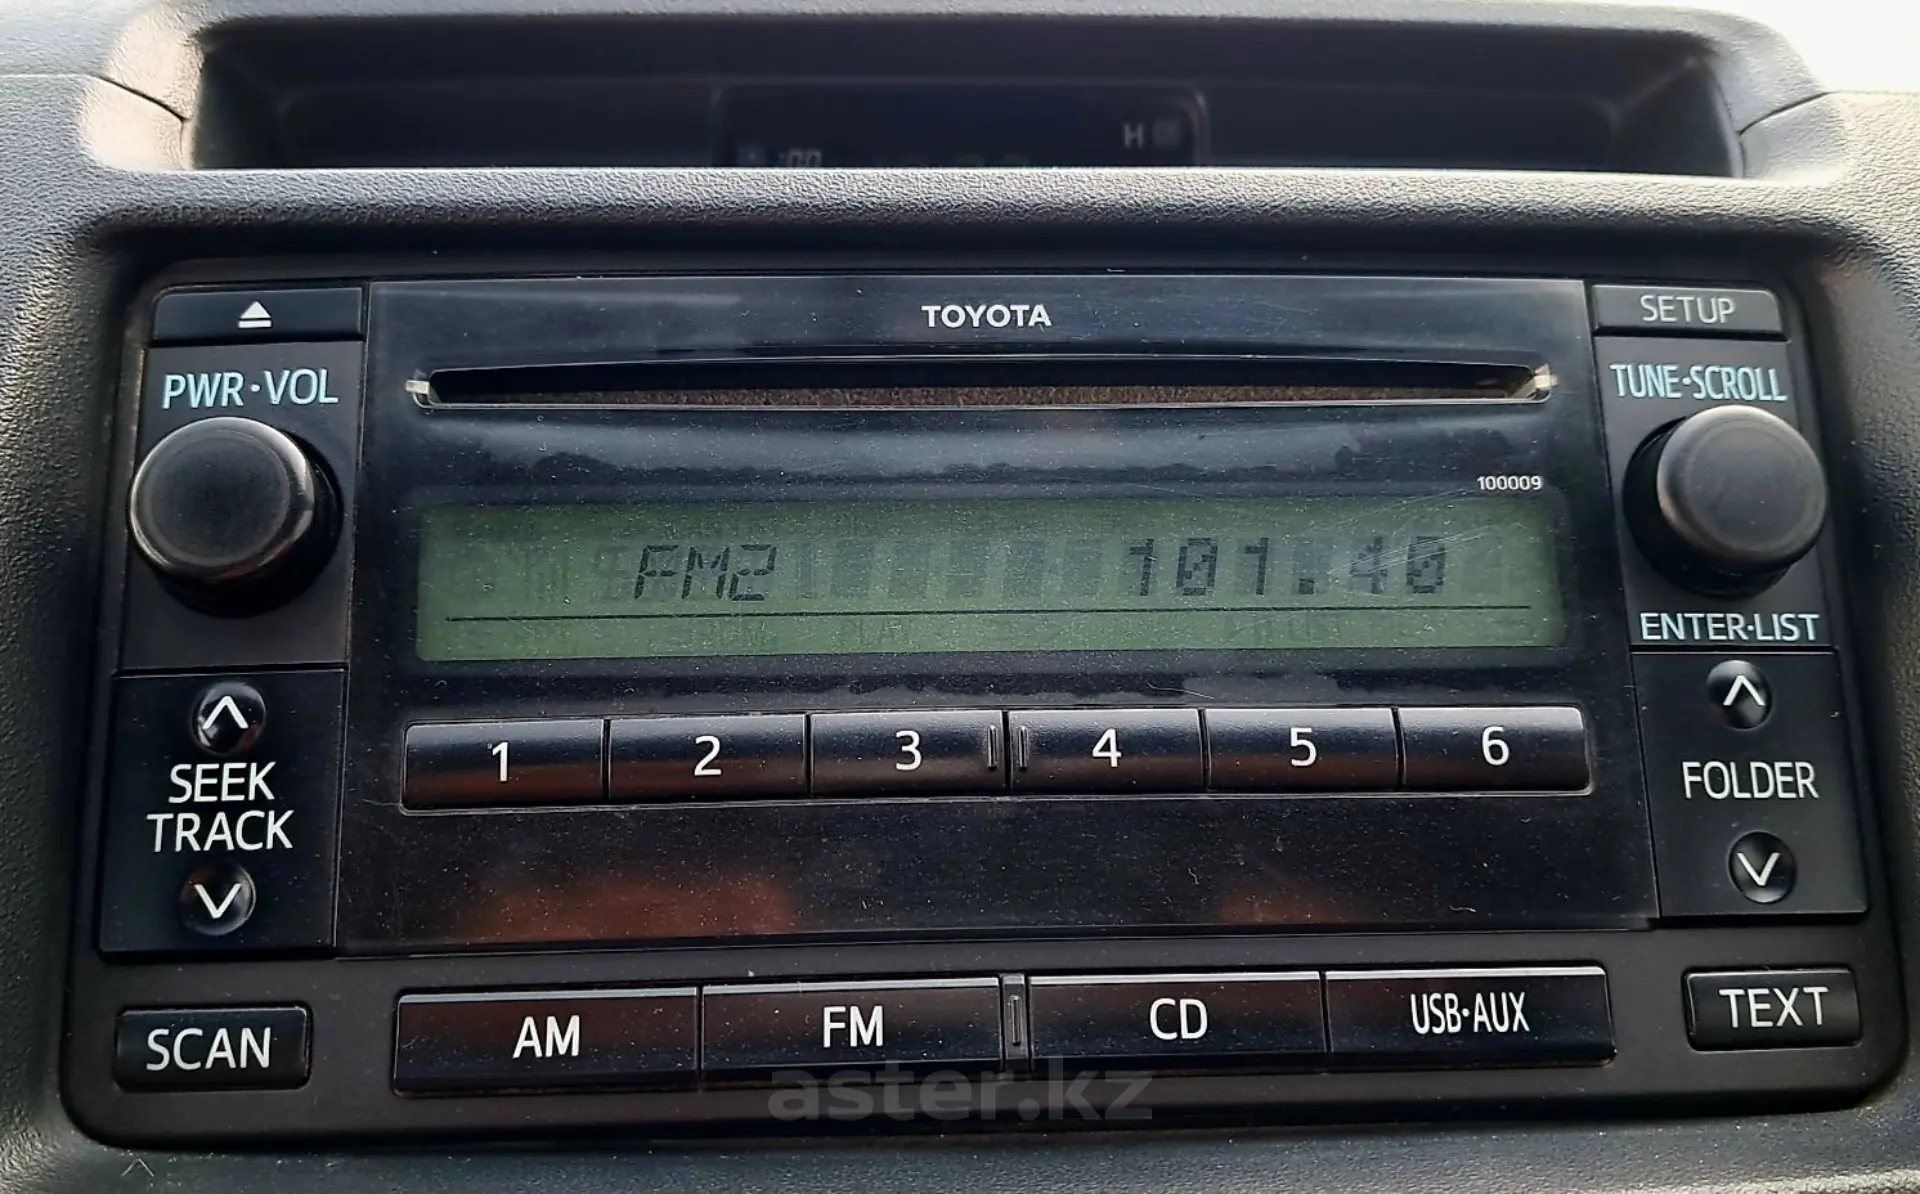 H
:00
TOYOTA
SETUP
PWR·VOL
TUNE·SCROLL
100009
FM2 101.40
ENTER·LIST
1 2 3 4 5 6
SEEK
TRACK
FOLDER
SCAN
AM
FM
CD
USB·AUX
TEXT
aster.kz